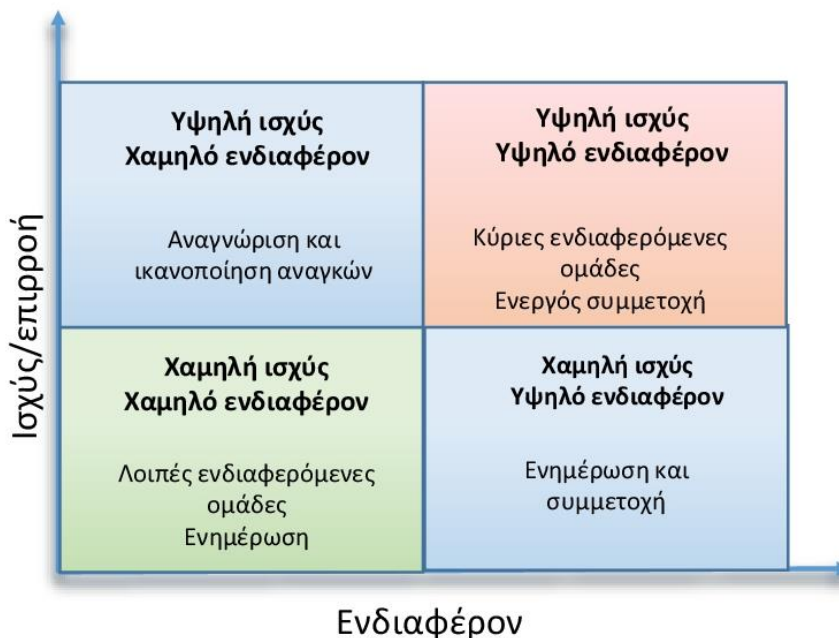 Ισχύς/επιρροή
Υψηλή ισχύς
Χαμηλό ενδιαφέρον
Αναγνώριση και
ικανοποίηση αναγκών
Υψηλή ισχύς
Υψηλό ενδιαφέρον
Κύριες ενδιαφερόμενες
ομάδες
Ενεργός συμμετοχή
Χαμηλή ισχύς
Χαμηλό ενδιαφέρον
Λοιπές ενδιαφερόμενες
ομάδες
Ενημέρωση
Χαμηλή ισχύς
Υψηλό ενδιαφέρον
Ενημέρωση και
συμμετοχή
Ενδιαφέρον